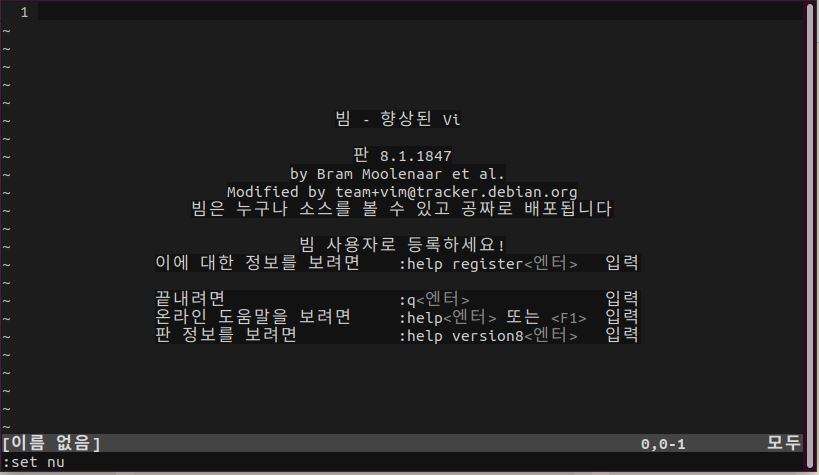 1
~
~
~
~
~
빔 - 향상된 Vi
~
~
판 8.1.1847
~
by Bram Moolenaar et al.
~
Modified by team+vim@tracker.debian.org
~
빔은 누구나 소스를 볼 수 있고 공짜로 배포됩니다
~
~
빔 사용자로 등록하세요!
~
이에 대한 정보를 보려면 :help register<엔터> 입력
~
~
끝내려면 :q<엔터> 입력
~
온라인 도움말을 보려면 :help<엔터> 또는 <F1> 입력
~
판 정보를 보려면 :help version8<엔터> 입력
~
~
~
~
~
[이름 없음] 0,0-1 모두
:set nu